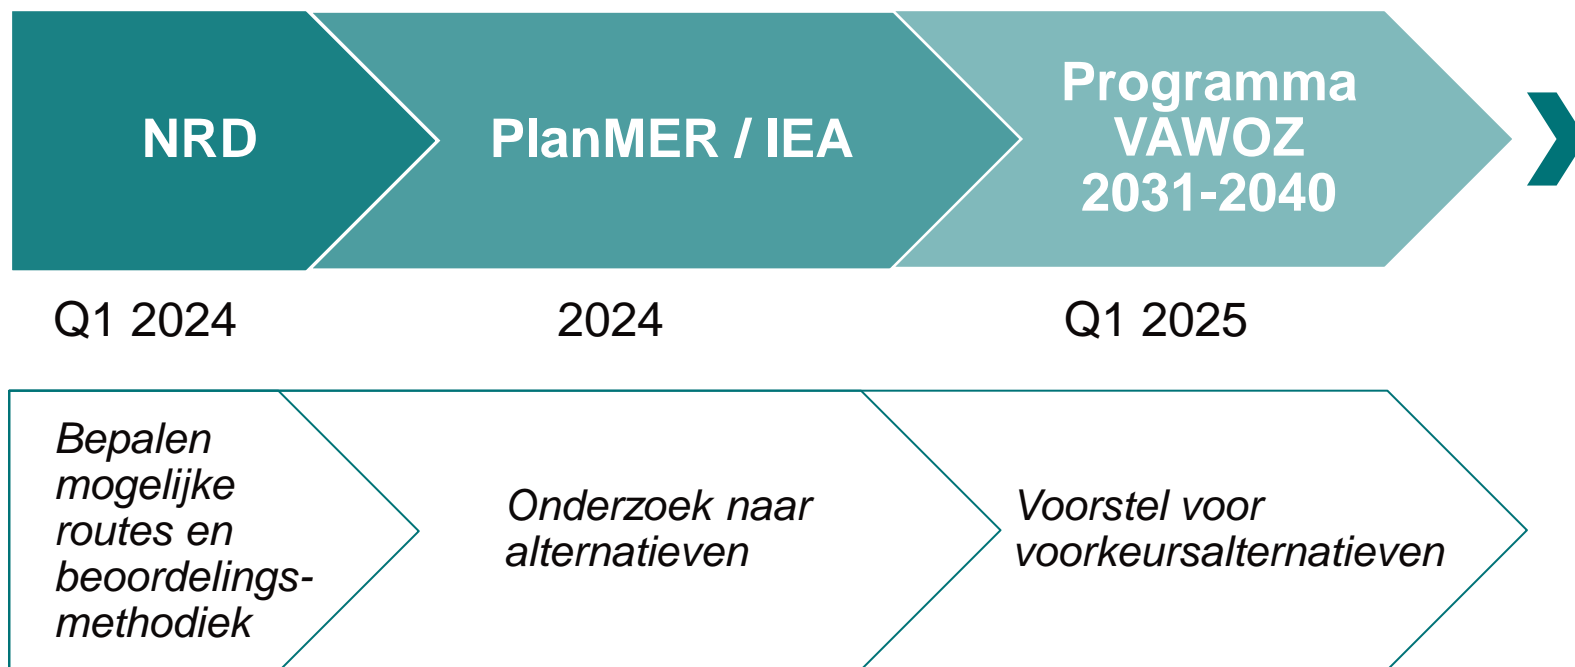 NRD
PlanMER / IEA
Programma
VAWOZ
2031-2040
Q1 2024
2024
Q1 2025
Bepalen
mogelijke
routes en
beoordelings-
methodiek
Onderzoek naar
alternatieven
Voorstel voor
voorkeursalternatieven